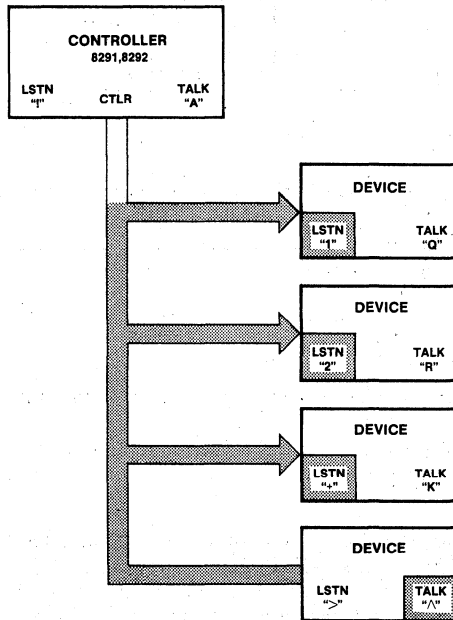 CONTROLLER
8291,8292
LSTN
"!"
CTLR
TALK
"A"
DEVICE
LSTN
"1"
TALK
"Q"
DEVICE
LSTN
"2"
TALK
"R"
DEVICE
LSTN
"+"
TALK
"K"
DEVICE
LSTN
">"
TALK
"^"